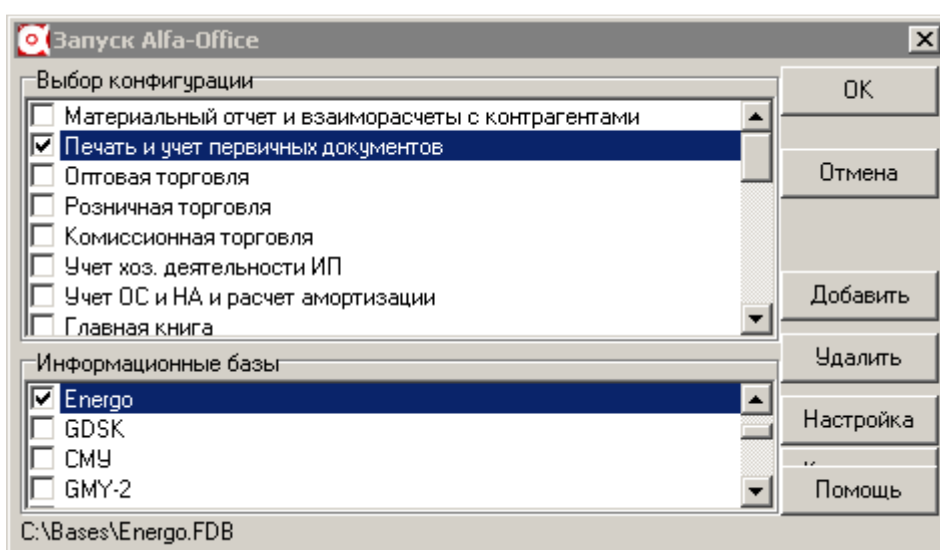 Запуск Alfa-Office
Выбор конфигурации
Материальный отчет и взаиморасчеты с контрагентами
Печать и учет первичных документов
Оптовая торговля
Розничная торговля
Комиссионная торговля
Учет хоз. деятельности ИП
Учет ОС и НА и расчет амортизации
Главная книга
Информационные базы
Energo
GDSK
СМУ
GMY-2
C:\Bases\Energo.FDB
OK
Отмена
Добавить
Удалить
Настройка
Помощь